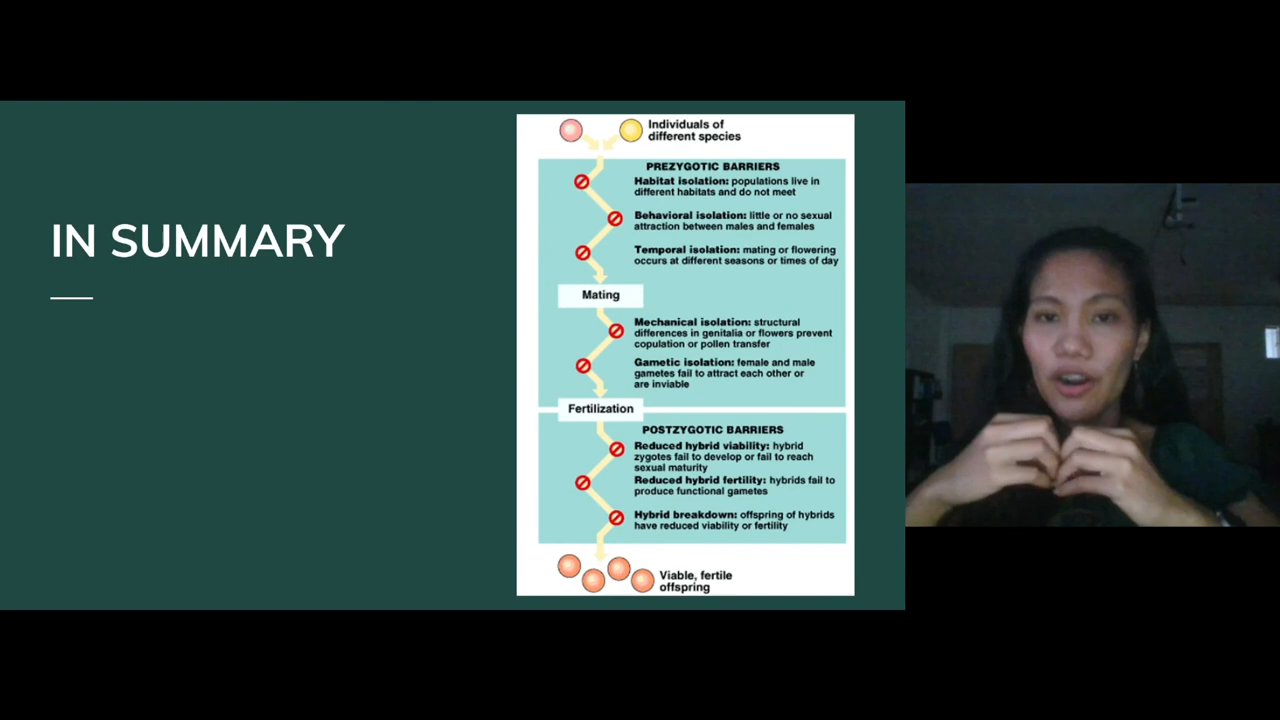 IN SUMMARY
Individuals of
different species
PREZYGOTIC BARRIERS
Habitat isolation: populations live in
different habitats and do not meet
Behavioral isolation: little or no sexual
attraction between males and females
Temporal isolation: mating or flowering
occurs at different seasons or times of day
Mating
Mechanical isolation: structural
differences in genitalia or flowers prevent
copulation or pollen transfer
Gametic isolation: female and male
gametes fail to attract each other or
are inviable
Fertilization
POSTZYGOTIC BARRIERS
Reduced hybrid viability: hybrid
zygotes fail to develop or fail to reach
sexual maturity
Reduced hybrid fertility: hybrids fail to
produce functional gametes
Hybrid breakdown: offspring of hybrids
have reduced viability or fertility
Viable, fertile
offspring